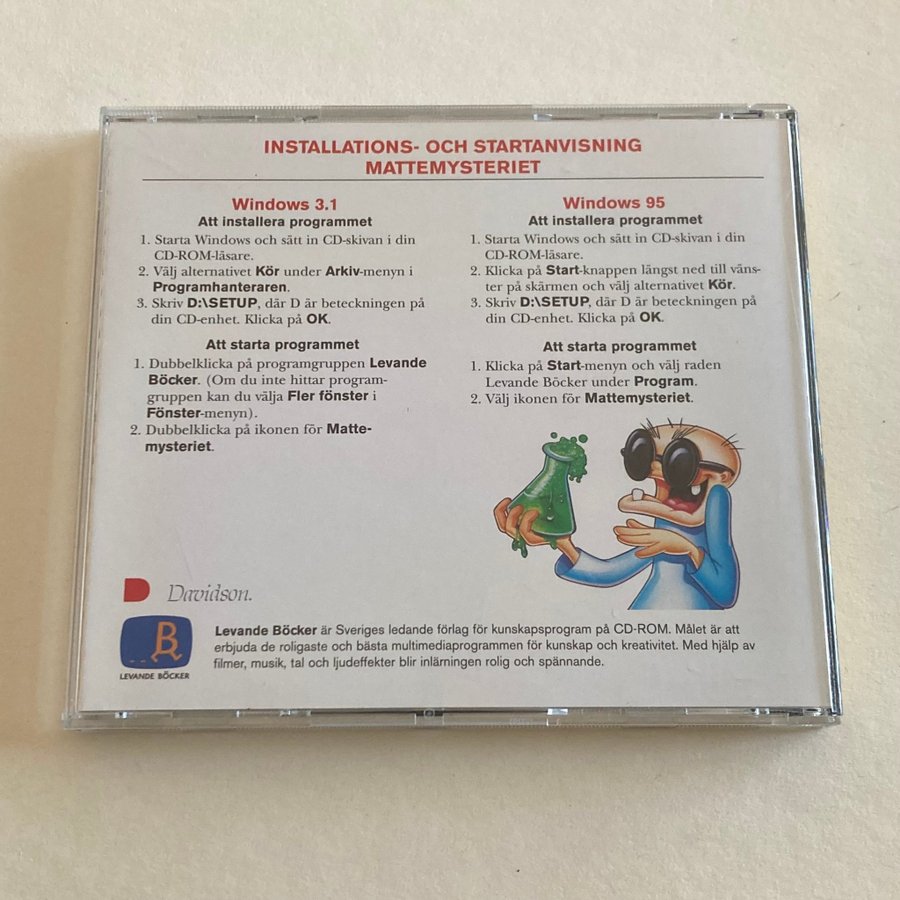 INSTALLATIONS- OCH STARTANVISNING
MATTEMYSTERIET
Windows 3.1
Att installera programmet
1. Starta Windows och sätt in CD-skivan i din
CD-ROM-läsare.
2. Välj alternativet Kör under Arkiv-menyn i
Programhanteraren.
3. Skriv D:\SETUP, där D är beteckningen på
din CD-enhet. Klicka på OK.
Att starta programmet
1. Dubbelklicka på programgruppen Levande
Böcker. (Om du inte hittar program-
gruppen kan du välja Fler fönster i
Fönster-menyn).
2. Dubbelklicka på ikonen för Matte-
mysteriet.
Windows 95
Att installera programmet
1. Starta Windows och sätt in CD-skivan i din
CD-ROM-läsare.
2. Klicka på Start-knappen längst ned till väns-
ter på skärmen och välj alternativet Kör.
3. Skriv D:\SETUP, där D är beteckningen på
din CD-enhet. Klicka på OK.
Att starta programmet
1. Klicka på Start-menyn och välj raden
Levande Böcker under Program.
2. Välj ikonen för Mattemysteriet.
Davidson.
B
LEVANDE BÖCKER
Levande Böcker är Sveriges ledande förlag för kunskapsprogram på CD-ROM. Målet är att
erbjuda de roligaste och bästa multimediaprogrammen för kunskap och kreativitet. Med hjälp av
filmer, musik, tal och ljudeffekter blir inlärningen rolig och spännande.